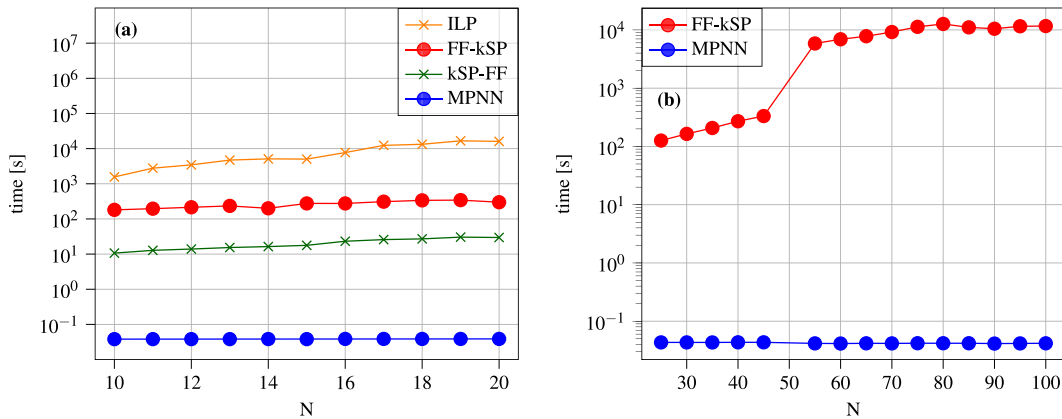 (a)
ILP
FF-kSP
kSP-FF
MPNN
10^7
10^6
10^5
10^4
10^3
10^2
10^1
10^0
10^-1
time [s]
10 12 14 16 18 20
N
FF-kSP
MPNN
(b)
10^4
10^3
10^2
10^1
10^0
10^-1
time [s]
30 40 50 60 70 80 90 100
N